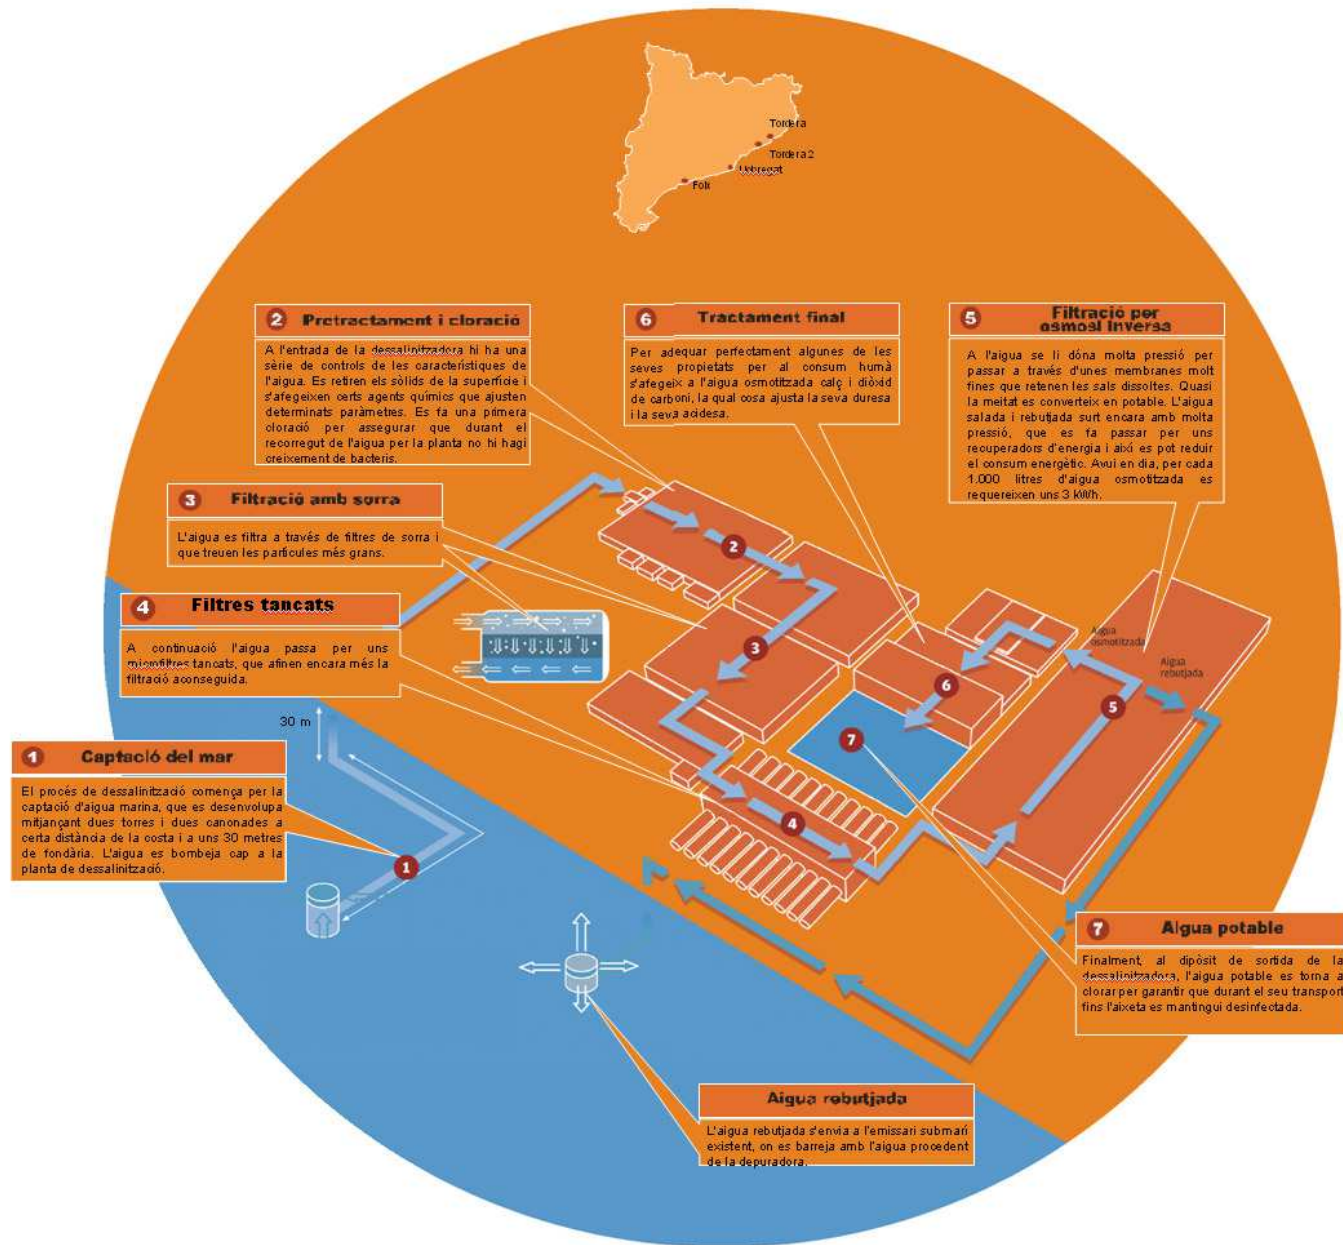 Tordera
Tordera 2
Llobregat
Foix
2 Pretractament i cloració
A l'entrada de la dessalinitzadora hi ha una
sèrie de controls de les característiques de
l'aigua. Es retiren els sòlids de la superfície i
s'afegeixen certs agents químics que ajusten
determinats paràmetres. Es fa una primera
cloració per assegurar que durant el
recorregut de l'aigua per la planta no hi hagi
creixement de bacteris.
6 Tractament final
Per adequar perfectament algunes de les
seves propietats per al consum humà
s'afegeix a l'aigua osmotitzada calç i diòxid
de carboni, la qual cosa ajusta la seva duresa
i la seva acidesa.
5 Filtració per
osmosi inversa
A l'aigua se li dóna molta pressió per
passar a través d'unes membranes molt
fines que retenen les sals dissoltes. Quasi
la meitat es converteix en potable. L'aigua
salada i rebutjada surt encara amb molta
pressió, que es fa passar per uns
recuperadors d'energia i així es pot reduir
el consum energètic. Avui en dia, per cada
1.000 litres d'aigua osmotitzada es
requereixen uns 3 kWh.
3 Filtració amb sorra
L'aigua es filtra a través de filtres de sorra i
que treuen les partícules més grans.
4 Filtres tancats
A continuació l'aigua passa per uns
microfiltres tancats, que afinen encara més la
filtració aconseguida.
2
3
Aigua
osmotitzada
Aigua
rebutjada
6
5
7
4
30 m
1 Captació del mar
El procés de dessalinització comença per la
captació d'aigua marina, que es desenvolupa
mitjançant dues torres i dues canonades a
certa distància de la costa i a uns 30 metres
de fondària. L'aigua es bombeja cap a la
planta de dessalinització.
1
7 Aigua potable
Finalment, al dipòsit de sortida de la
dessalinitzadora, l'aigua potable es torna a
clorar per garantir que durant el seu transport
fins l'aixeta es mantingui desinfectada.
Aigua rebutjada
L'aigua rebutjada s'envia a l'emissari submarí
existent, on es barreja amb l'aigua procedent
de la depuradora.